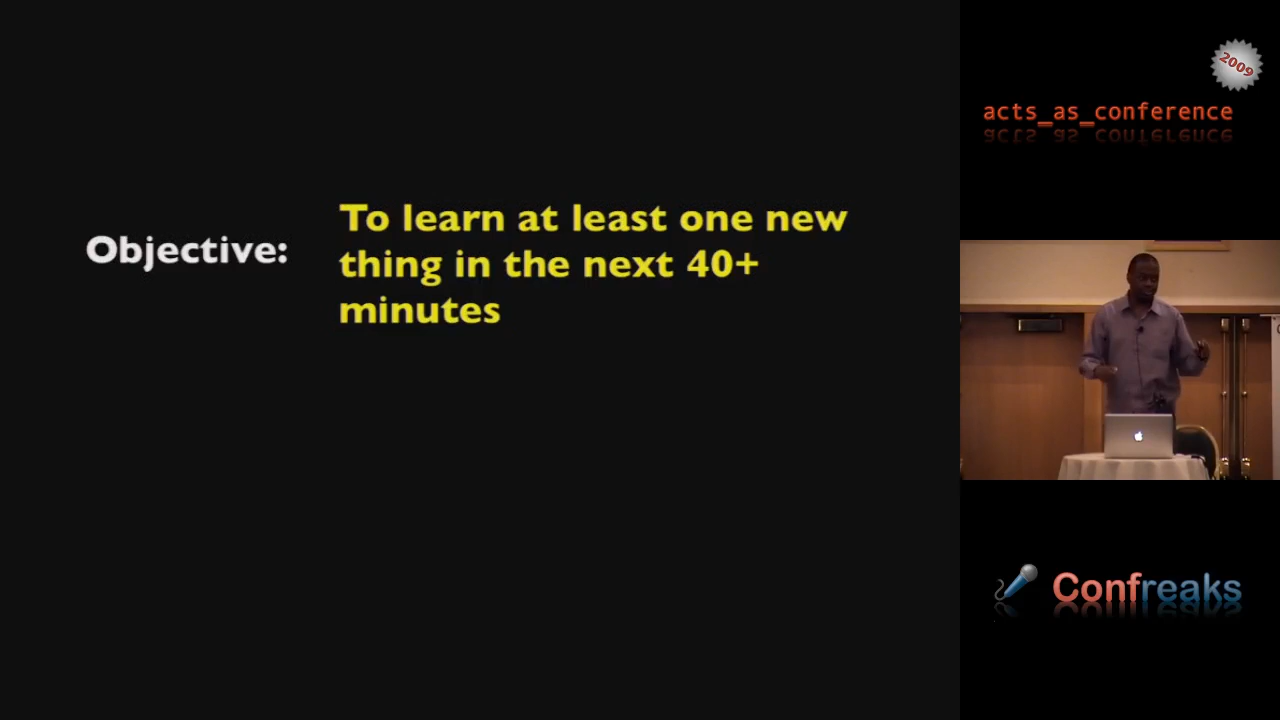 Objective:
To learn at least one new
thing in the next 40+
minutes
2009
acts_as_conference
Confreaks